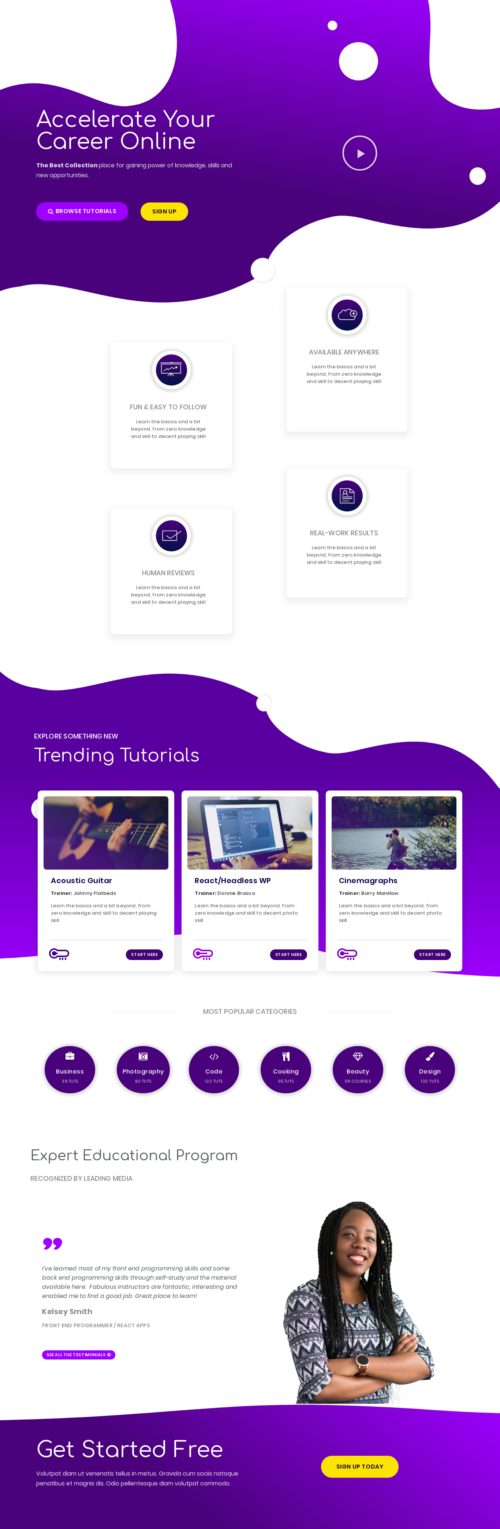 Accelerate Your
Career Online
The Best Collection place for gaining power of knowledge, skills and
new opportunities.
BROWSE TUTORIALS
SIGN UP
AVAILABLE ANYWHERE
Learn the basics and a bit
beyond, from zero knowledge
and skill to decent playing skill
FUN & EASY TO FOLLOW
Learn the basics and a bit
beyond, from zero knowledge
and skill to decent playing skill
REAL-WORK RESULTS
Learn the basics and a bit
beyond, from zero knowledge
and skill to decent playing skill
HUMAN REVIEWS
Learn the basics and a bit
beyond, from zero knowledge
and skill to decent playing skill
EXPLORE SOMETHING NEW
Trending Tutorials
Acoustic Guitar
Trainer: Johnny Flatbeds
Learn the basics and a bit beyond, from
zero knowledge and skill to decent playing
skill
START HERE
React/Headless WP
Trainer: Donnie Brasco
Learn the basics and a bit beyond, from
zero knowledge and skill to decent photo
skill
START HERE
Cinemagraphs
Trainer: Barry Manilow
Learn the basics and a bit beyond, from
zero knowledge and skill to decent photo
skill
START HERE
MOST POPULAR CATEGORIES
Business
Photography
Code
Cooking
Beauty
Design
TUTS
TUTS
TUTS
TUTS
COURSES
TUTS
Expert Educational Program
RECOGNIZED BY LEADING MEDIA
I've learned most of my front end programming skills and some
back end programming skills through self-study and the material
available here. Fabulous instructors are fantastic, interesting and
enabled me to find a good job. Great place to learn!
Kelsey Smith
FRONT END PROGRAMMER / REACT APPS
SEE ALL THE TESTIMONIALS
Get Started Free
Volutpat diam ut venenatis tellus in metus. Gravida cum sociis natoque
penatibus et magnis dis. Odio pellentesque diam volutpat commodo.
SIGN UP TODAY